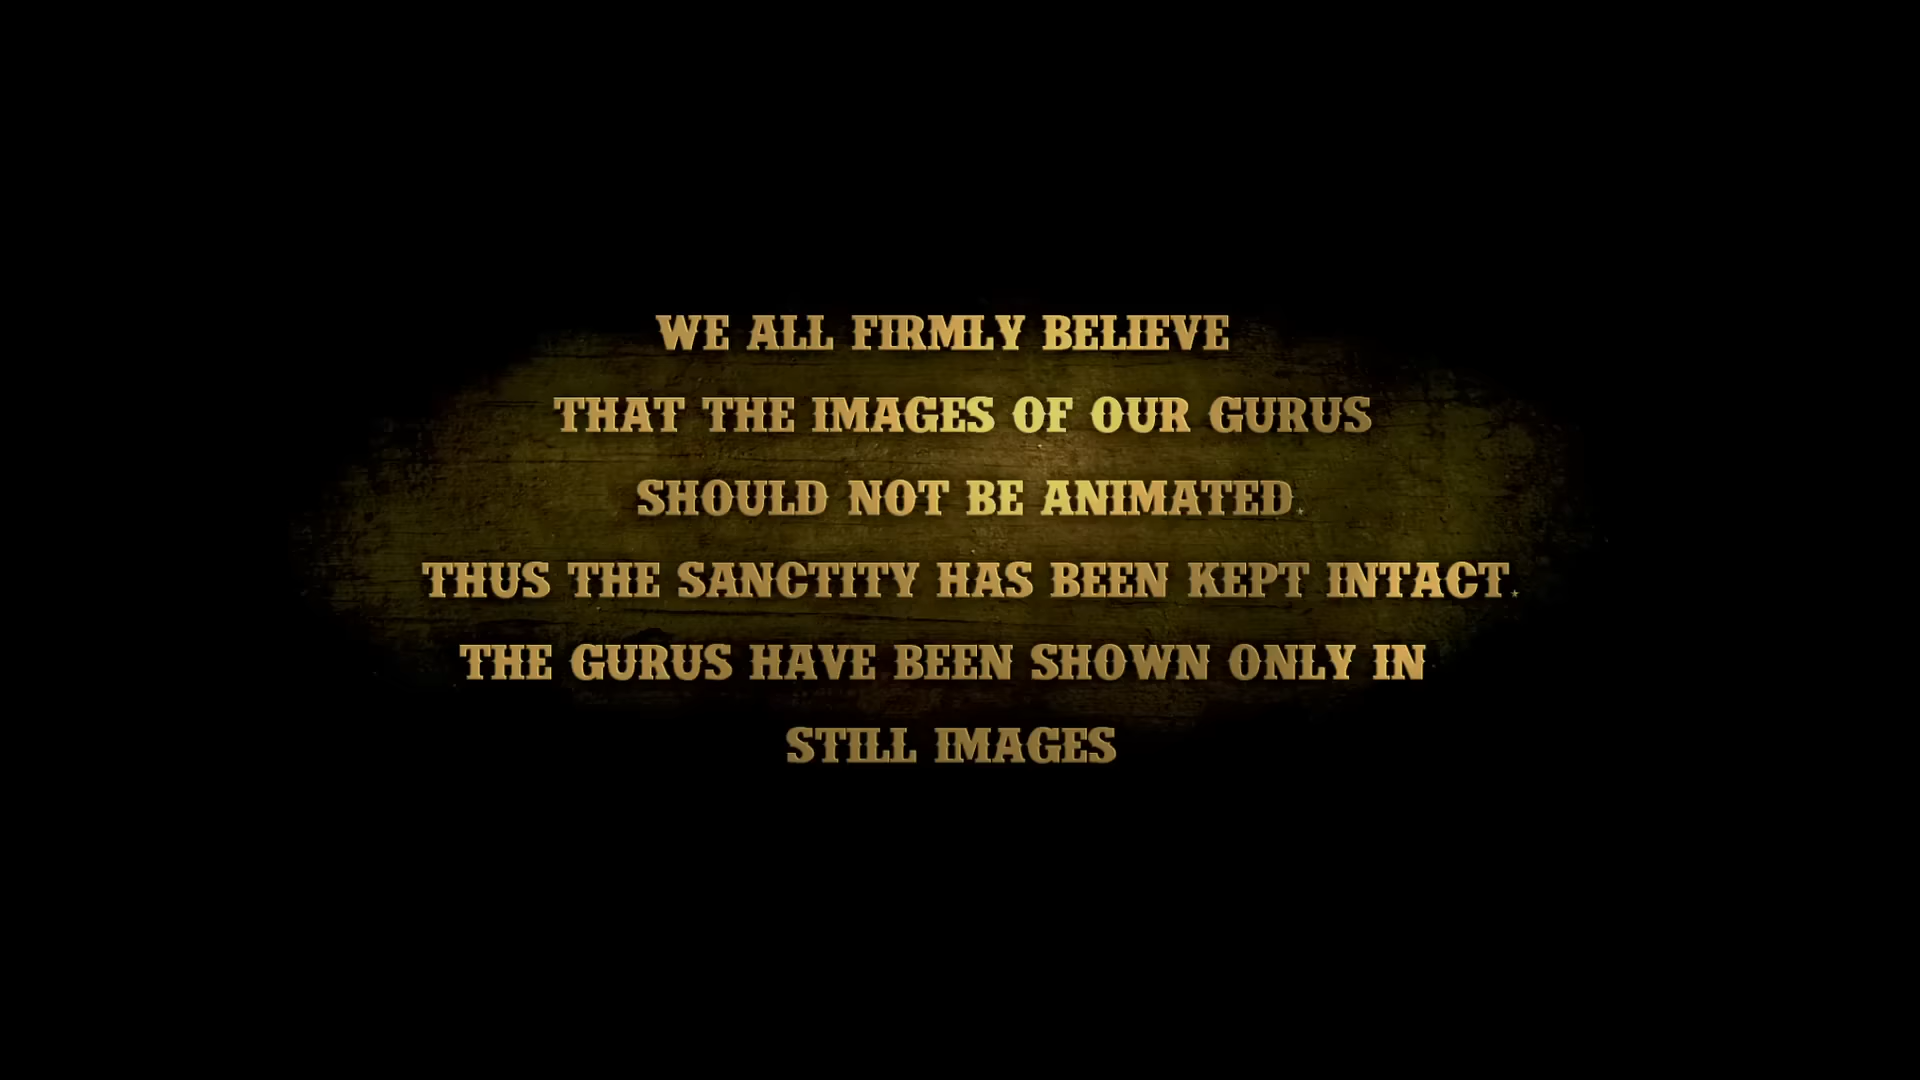 WE ALL FIRMLY BELIEVE
THAT THE IMAGES OF OUR GURUS
SHOULD NOT BE ANIMATED.
THUS THE SANCTITY HAS BEEN KEPT INTACT.
THE GURUS HAVE BEEN SHOWN ONLY IN
STILL IMAGES